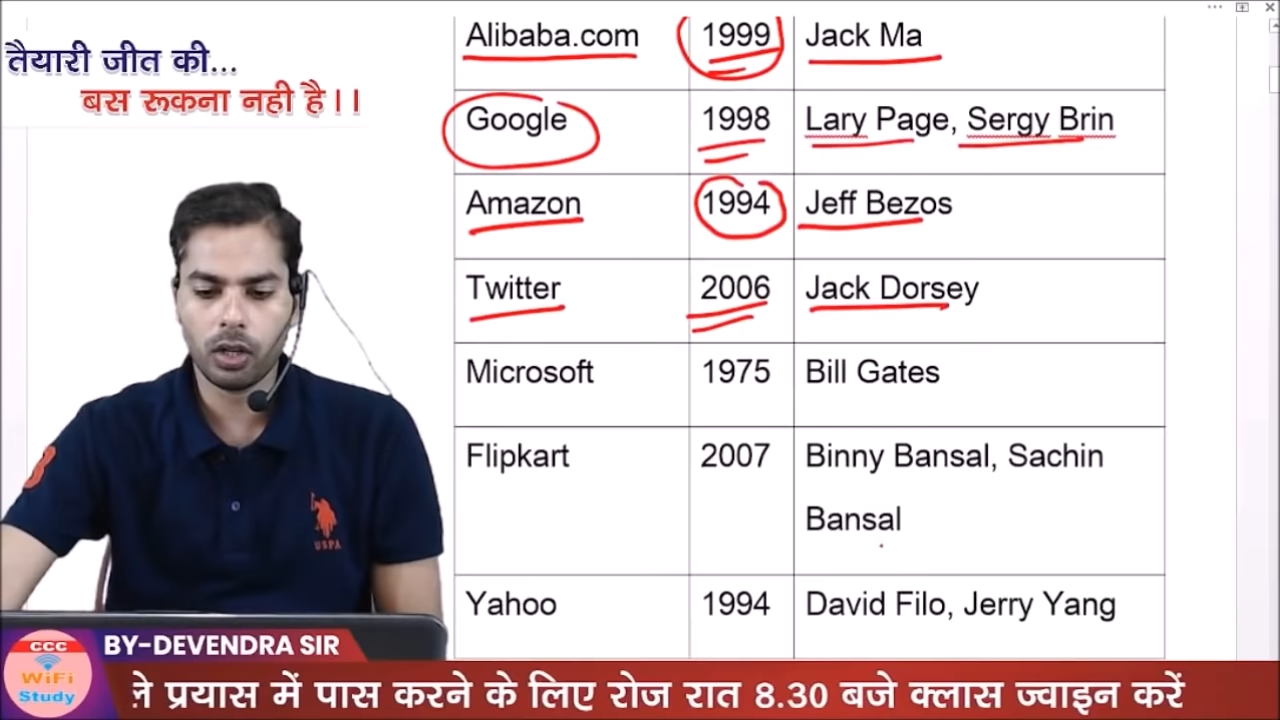 तैयारी जीत की...
बस रूकना नही है।।
Alibaba.com 1999 Jack Ma
Google 1998 Lary Page, Sergy Brin
Amazon 1994 Jeff Bezos
Twitter 2006 Jack Dorsey
Microsoft 1975 Bill Gates
Flipkart 2007 Binny Bansal, Sachin
Bansal
Yahoo 1994 David Filo, Jerry Yang
3
USPA
CCC
WiFi
Study
BY-DEVENDRA SIR
प्रयास में पास करने के लिए रोज रात 8.30 बजे क्लास ज्वाइन करें